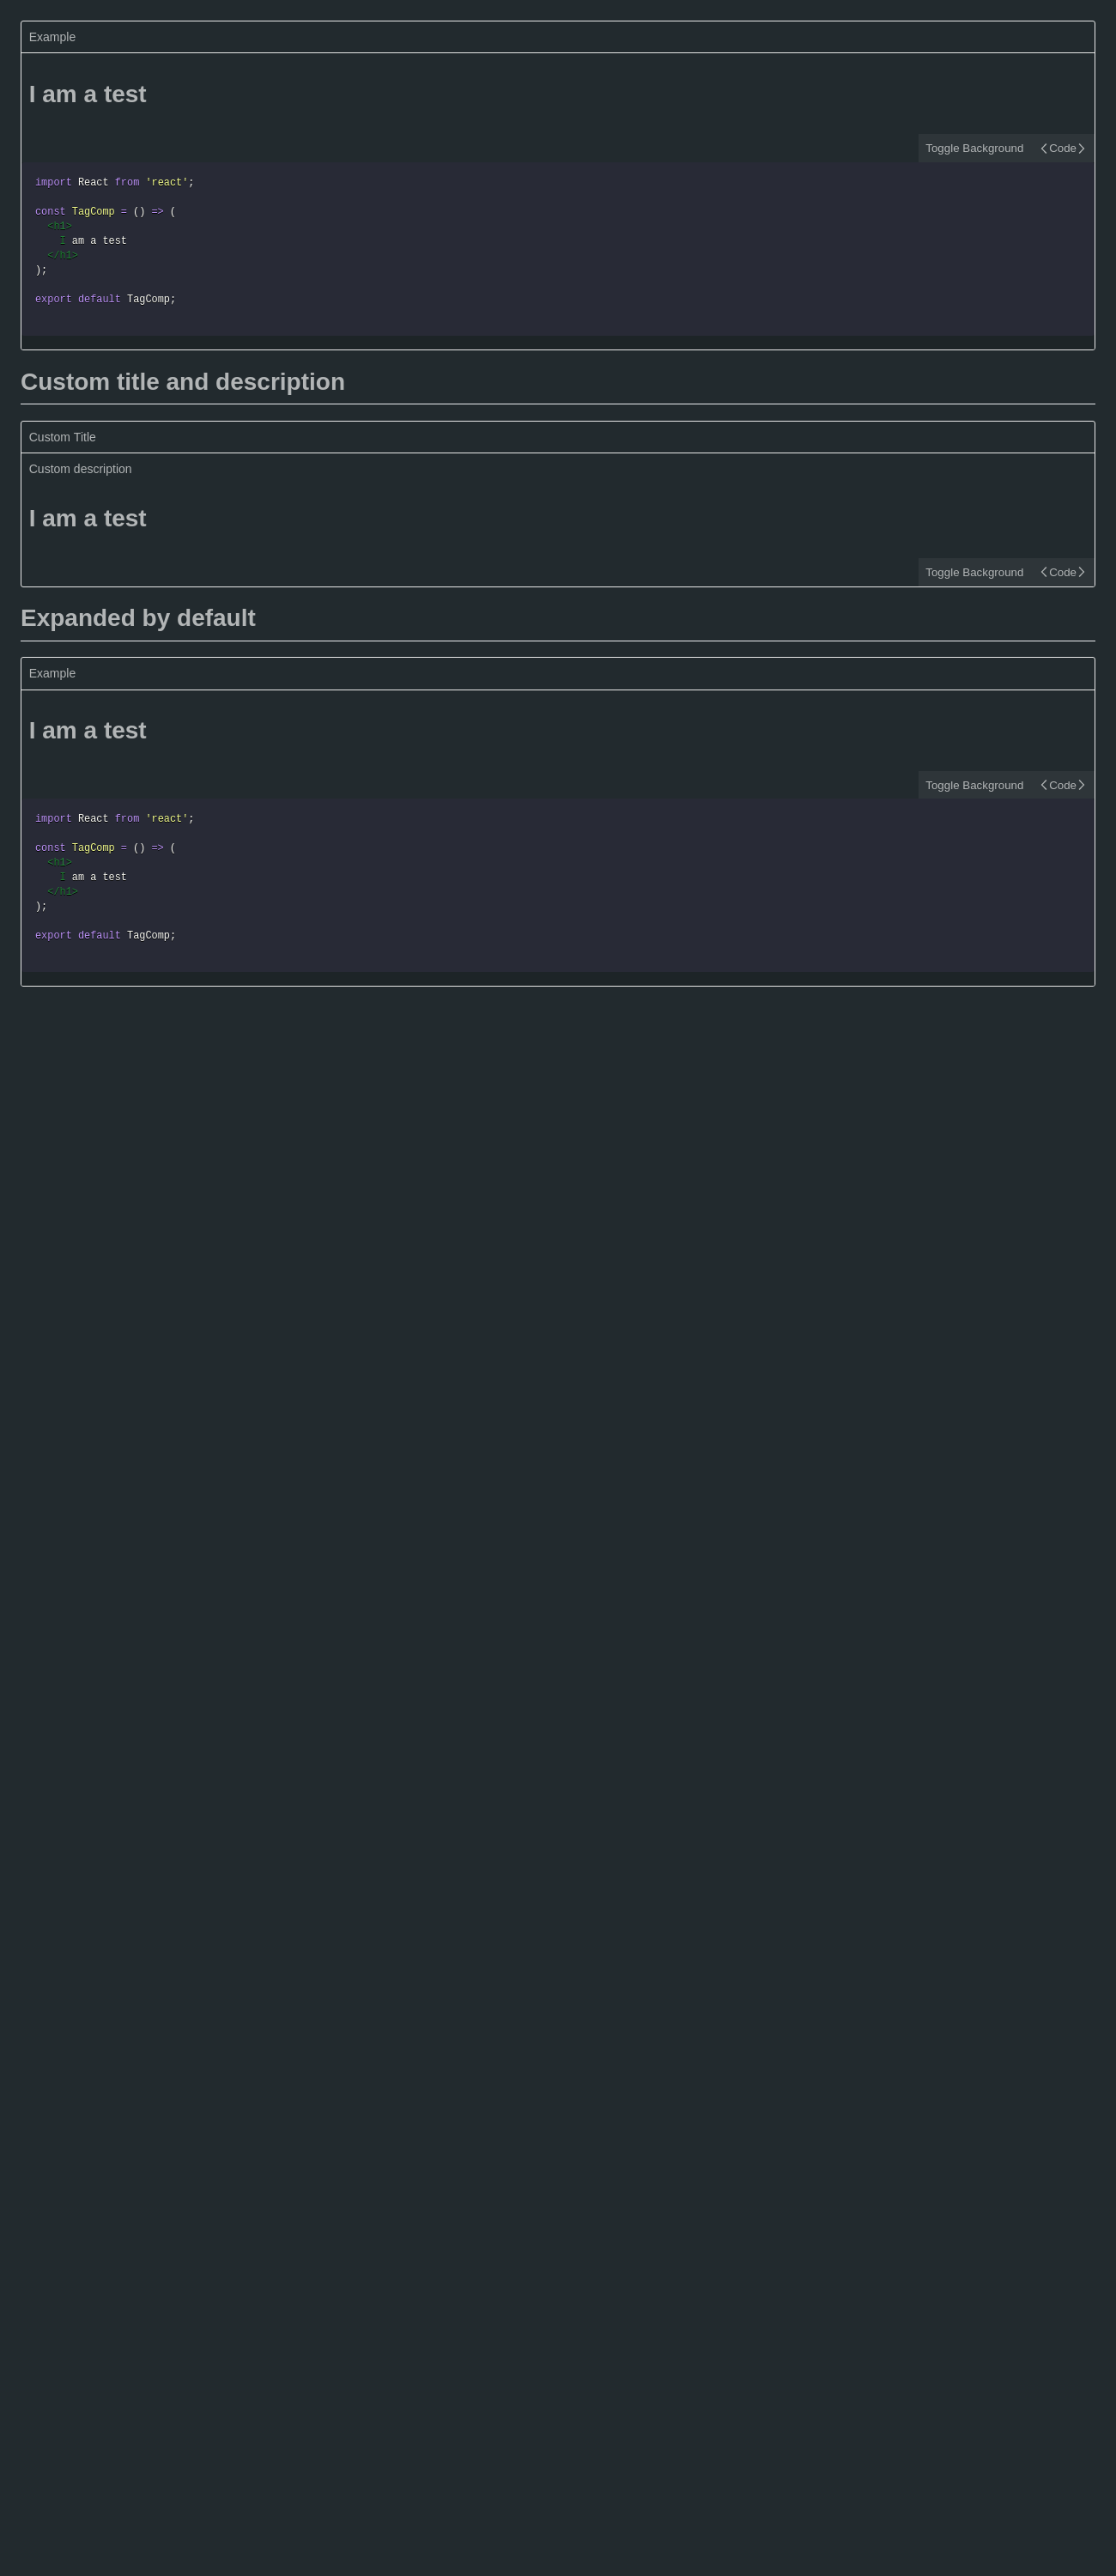 Example
I am a test
Toggle Background <Code>
import React from 'react';
const TagComp = () => (
<h1>
I am a test
</h1>
);
export default TagComp;
Custom title and description
Custom Title
Custom description
I am a test
Toggle Background <Code>
Expanded by default
Example
I am a test
Toggle Background <Code>
import React from 'react';
const TagComp = () => (
<h1>
I am a test
</h1>
);
export default TagComp;